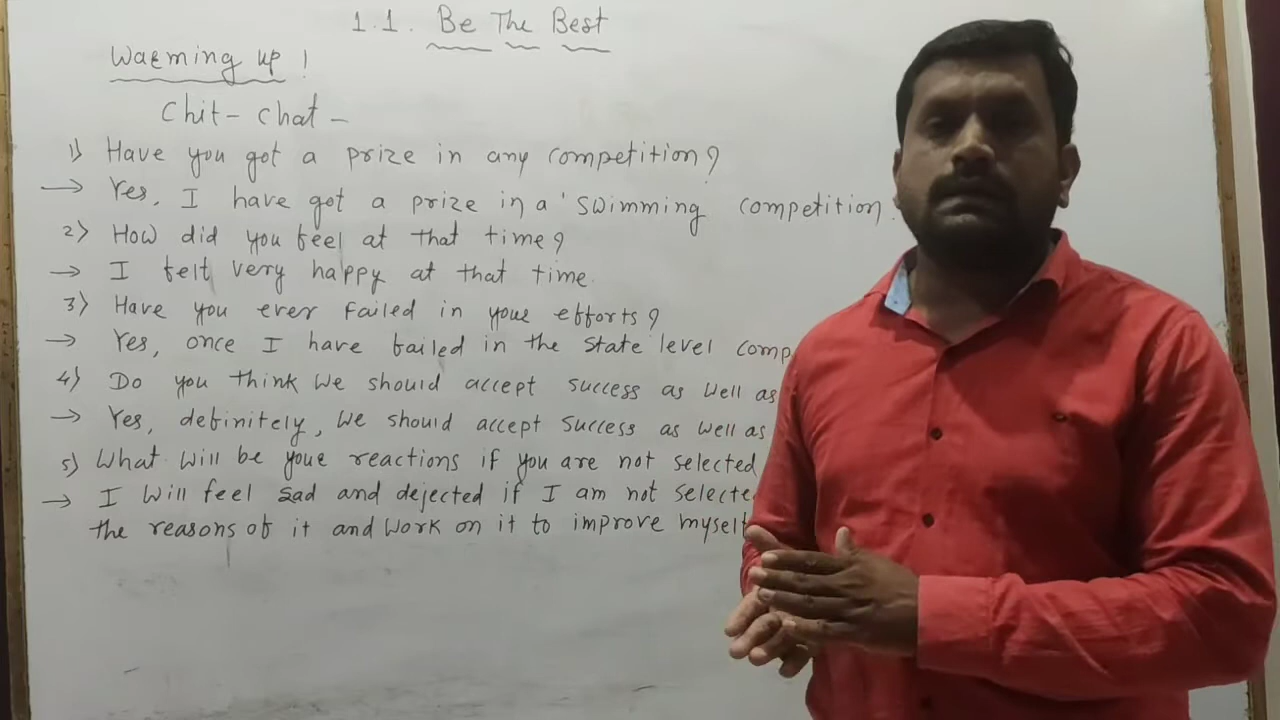 1.1. Be The Best
Warming up !
Chit - chat -
1) Have you got a prize in any competition?
→ Yes, I have got a prize in a swimming competition.
2) How did you feel at that time?
→ I felt very happy at that time.
3) Have you ever failed in your efforts?
→ Yes, once I have failed in the state level comp
4) Do you think we should accept success as well as
→ Yes, definitely, we should accept success as well as
5) What will be your reactions if you are not selected
→ I will feel sad and dejected if I am not selecte
the reasons of it and work on it to improve myself